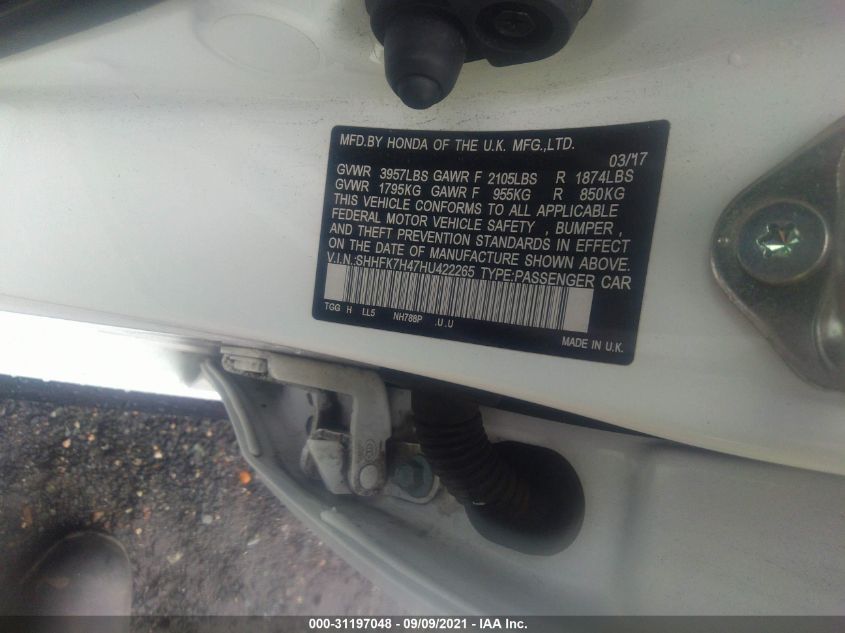 MFD.BY HONDA OF THE U.K. MFG.,LTD.
03/'17
GVWR 3957LBS GAWR F 2105LBS R 1874LBS
GVWR 1795KG GAWR F 955KG R 850KG
THIS VEHICLE CONFORMS TO ALL APPLICABLE
FEDERAL MOTOR VEHICLE SAFETY , BUMPER ,
AND THEFT PREVENTION STANDARDS IN EFFECT
ON THE DATE OF MANUFACTURE SHOWN ABOVE.
V.I.N.:SHHFK7H47HU422265 TYPE:PASSENGER CAR
TGG H LL5 NH788P .U .U
MADE IN U.K.
000-31197048 - 09/09/2021 - IAA Inc.